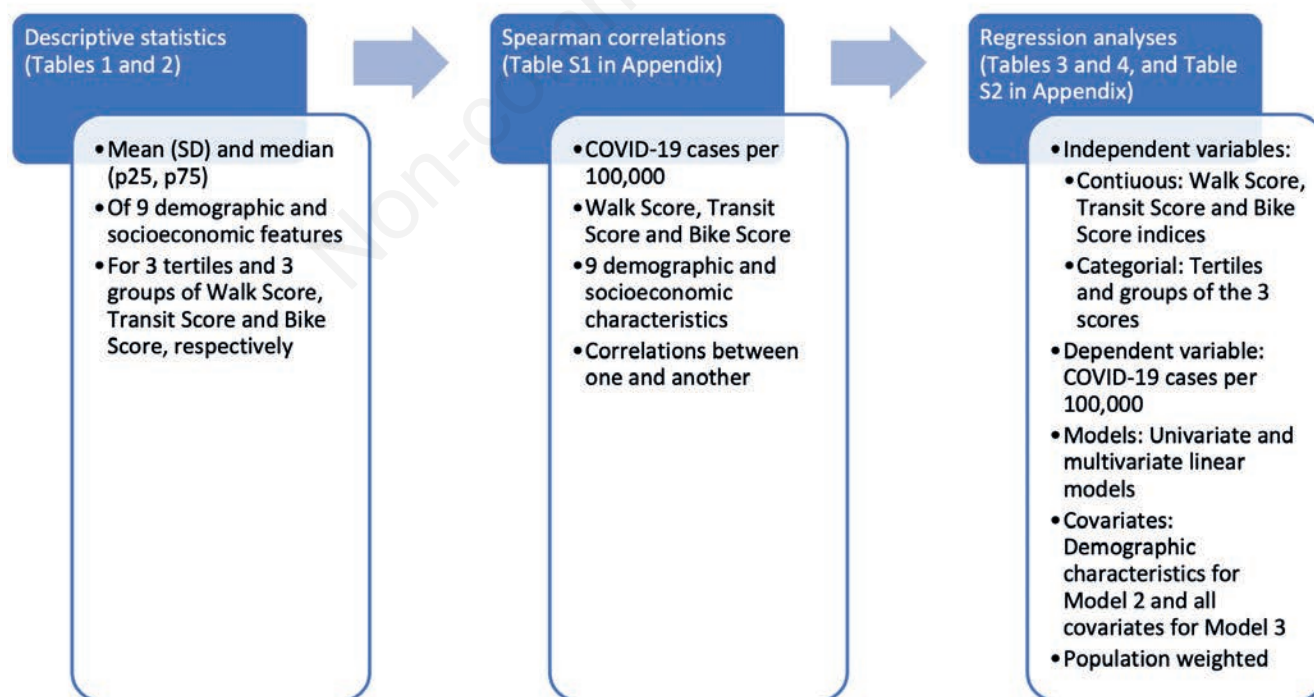 Descriptive statistics
(Tables 1 and 2)
•Mean (SD) and median
(p25, p75)
•Of 9 demographic and
socioeconomic features
•For 3 tertiles and 3
groups of Walk Score,
Transit Score and Bike
Score, respectively
Spearman correlations
(Table S1 in Appendix)
•COVID-19 cases per
100,000
•Walk Score, Transit
Score and Bike Score
•9 demographic and
socioeconomic
characteristics
•Correlations between
one and another
Regression analyses
(Tables 3 and 4, and Table
S2 in Appendix)
•Independent variables:
•Contiuous: Walk Score,
Transit Score and Bike
Score indices
•Categorial: Tertiles
and groups of the 3
scores
•Dependent variable:
COVID-19 cases per
100,000
•Models: Univariate and
multivariate linear
models
•Covariates:
Demographic
characteristics for
Model 2 and all
covariates for Model 3
•Population weighted